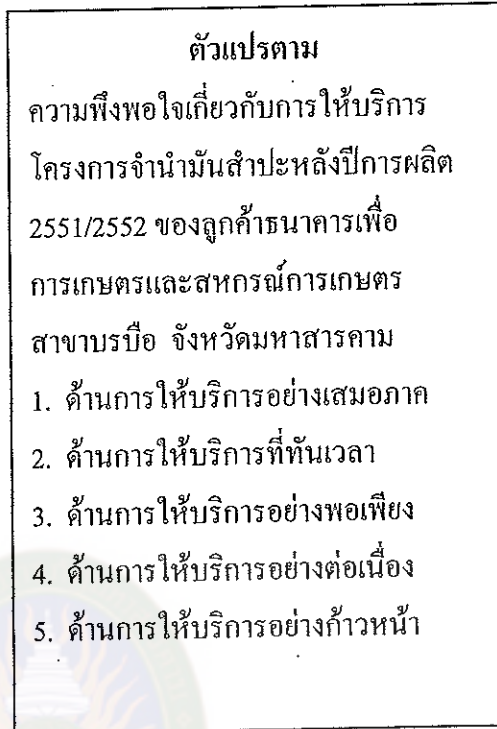 ตัวแปรตาม
ความพึงพอใจเกี่ยวกับการให้บริการ
โครงการจำนำมันสำปะหลังปีการผลิต
2551/2552 ของลูกค้าธนาคารเพื่อ
การเกษตรและสหกรณ์การเกษตร
สาขาบรบือ จังหวัดมหาสารคาม
1. ด้านการให้บริการอย่างเสมอภาค
2. ด้านการให้บริการที่ทันเวลา
3. ด้านการให้บริการอย่างพอเพียง
4. ด้านการให้บริการอย่างต่อเนื่อง
5. ด้านการให้บริการอย่างก้าวหน้า